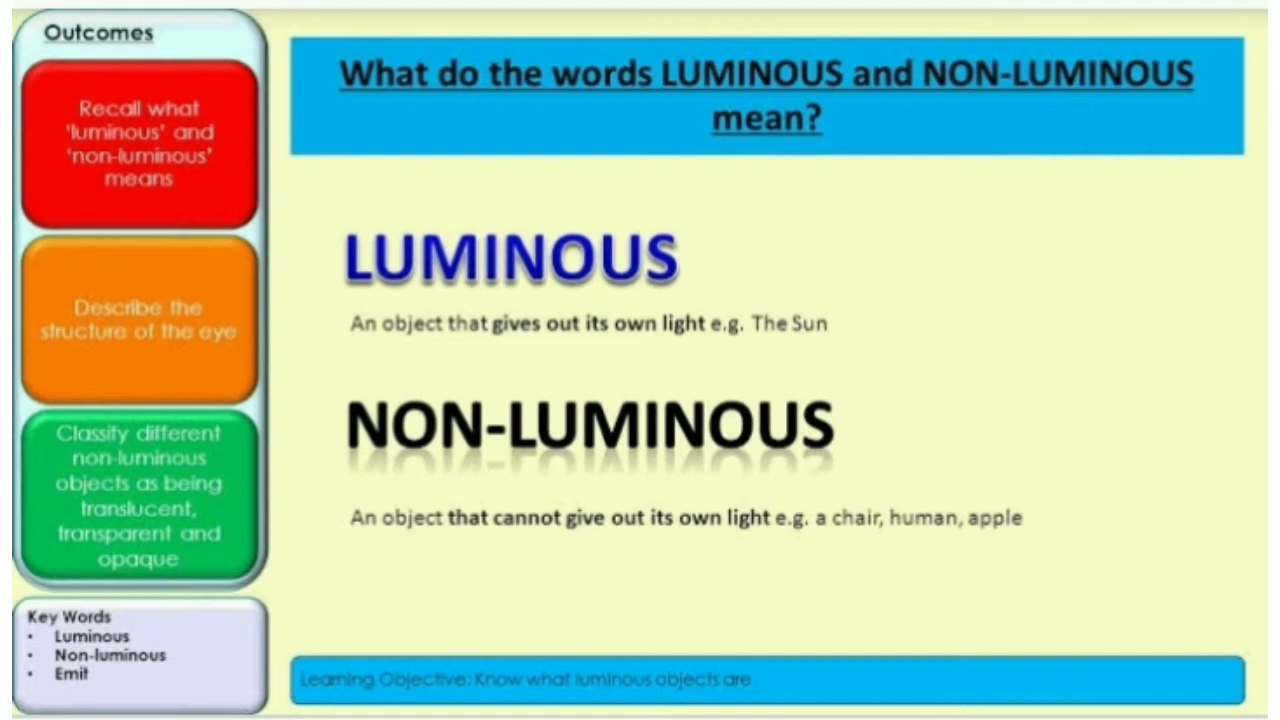 Outcomes
Recall what
'luminous' and
'non-luminous'
means
Describe the
structure of the eye
Classify different
non-luminous
objects as being
translucent,
transparent and
opaque
Key Words
• Luminous
• Non-luminous
• Emit
What do the words LUMINOUS and NON-LUMINOUS
mean?
LUMINOUS
An object that gives out its own light e.g. The Sun
NON-LUMINOUS
An object that cannot give out its own light e.g. a chair, human, apple
Learning Objective: Know what luminous objects are